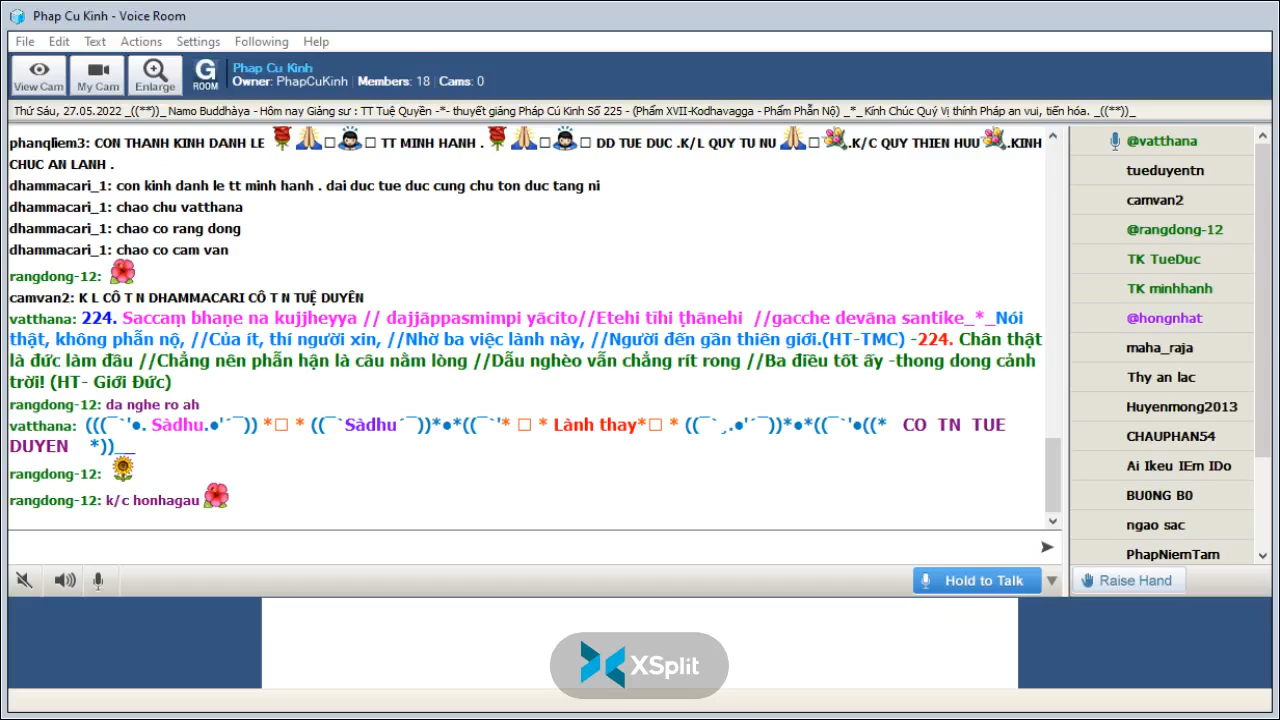 Phap Cu Kinh - Voice Room
File Edit Text Actions Settings Following Help
View Cam My Cam Enlarge G ROOM
Phap Cu Kinh
Owner: PhapCuKinh | Members: 18 | Cams: 0
Thứ Sáu, 27.05.2022 _((**))_ Namo Buddhàya - Hôm nay Giảng sư : TT Tuệ Quyền -*- thuyết giảng Pháp Cú Kinh Số 225 - (Phẩm XVII-Kodhavagga - Phẩm Phẫn Nộ) _*_ Kính Chúc Quý Vị thính Pháp an vui, tiến hóa. _((**))_
phanqliem3: CON THANH KINH DANH LE 🌹🙏□🙇□ TT MINH HANH . 🌹🙏□🙇□ DD TUE DUC .K/L QUY TU NU 🙏□💐.K/C QUY THIEN HUU💐.KINH
CHUC AN LANH .
dhammacari_1: con kinh danh le tt minh hanh . dai duc tue duc cung chu ton duc tang ni
dhammacari_1: chao chu vatthana
dhammacari_1: chao co rang dong
dhammacari_1: chao co cam van
rangdong-12: 🌺
camvan2: K L CÔ T N DHAMMACARI CÔ T N TUỆ DUYÊN
vatthana: 224. Saccaṃ bhaṇe na kujjheyya // dajjāppasmimpi yācito//Etehi tīhi ṭhānehi //gacche devāna santike_*_Nói
thật, không phẫn nộ, //Của ít, thí người xin, //Nhờ ba việc lành này, //Người đến gần thiên giới.(HT-TMC) -224. Chân thật
là đức làm đầu //Chẳng nên phẫn hận là câu nằm lòng //Dẫu nghèo vẫn chẳng rít rong //Ba điều tốt ấy -thong dong cảnh
trời! (HT- Giới Đức)
rangdong-12: da nghe ro ah
vatthana: (((¯`'●. Sàdhu.●'´¯)) *□ * ((¯`Sàdhu´¯))*●*((¯`'* □ * Lành thay*□ * ((¯`¸.●'´¯))*●*((¯`'●((* CO TN TUE
DUYEN *))__
rangdong-12: 🌻
rangdong-12: k/c honhagau 🌺
@vatthana
tueduyentn
camvan2
@rangdong-12
TK TueDuc
TK minhhanh
@hongnhat
maha_raja
Thy an lac
Huyenmong2013
CHAUPHAN54
Ai Ikeu IEm IDo
BU0NG B0
ngao sac
PhapNiemTam
Hold to Talk
Raise Hand
XSplit